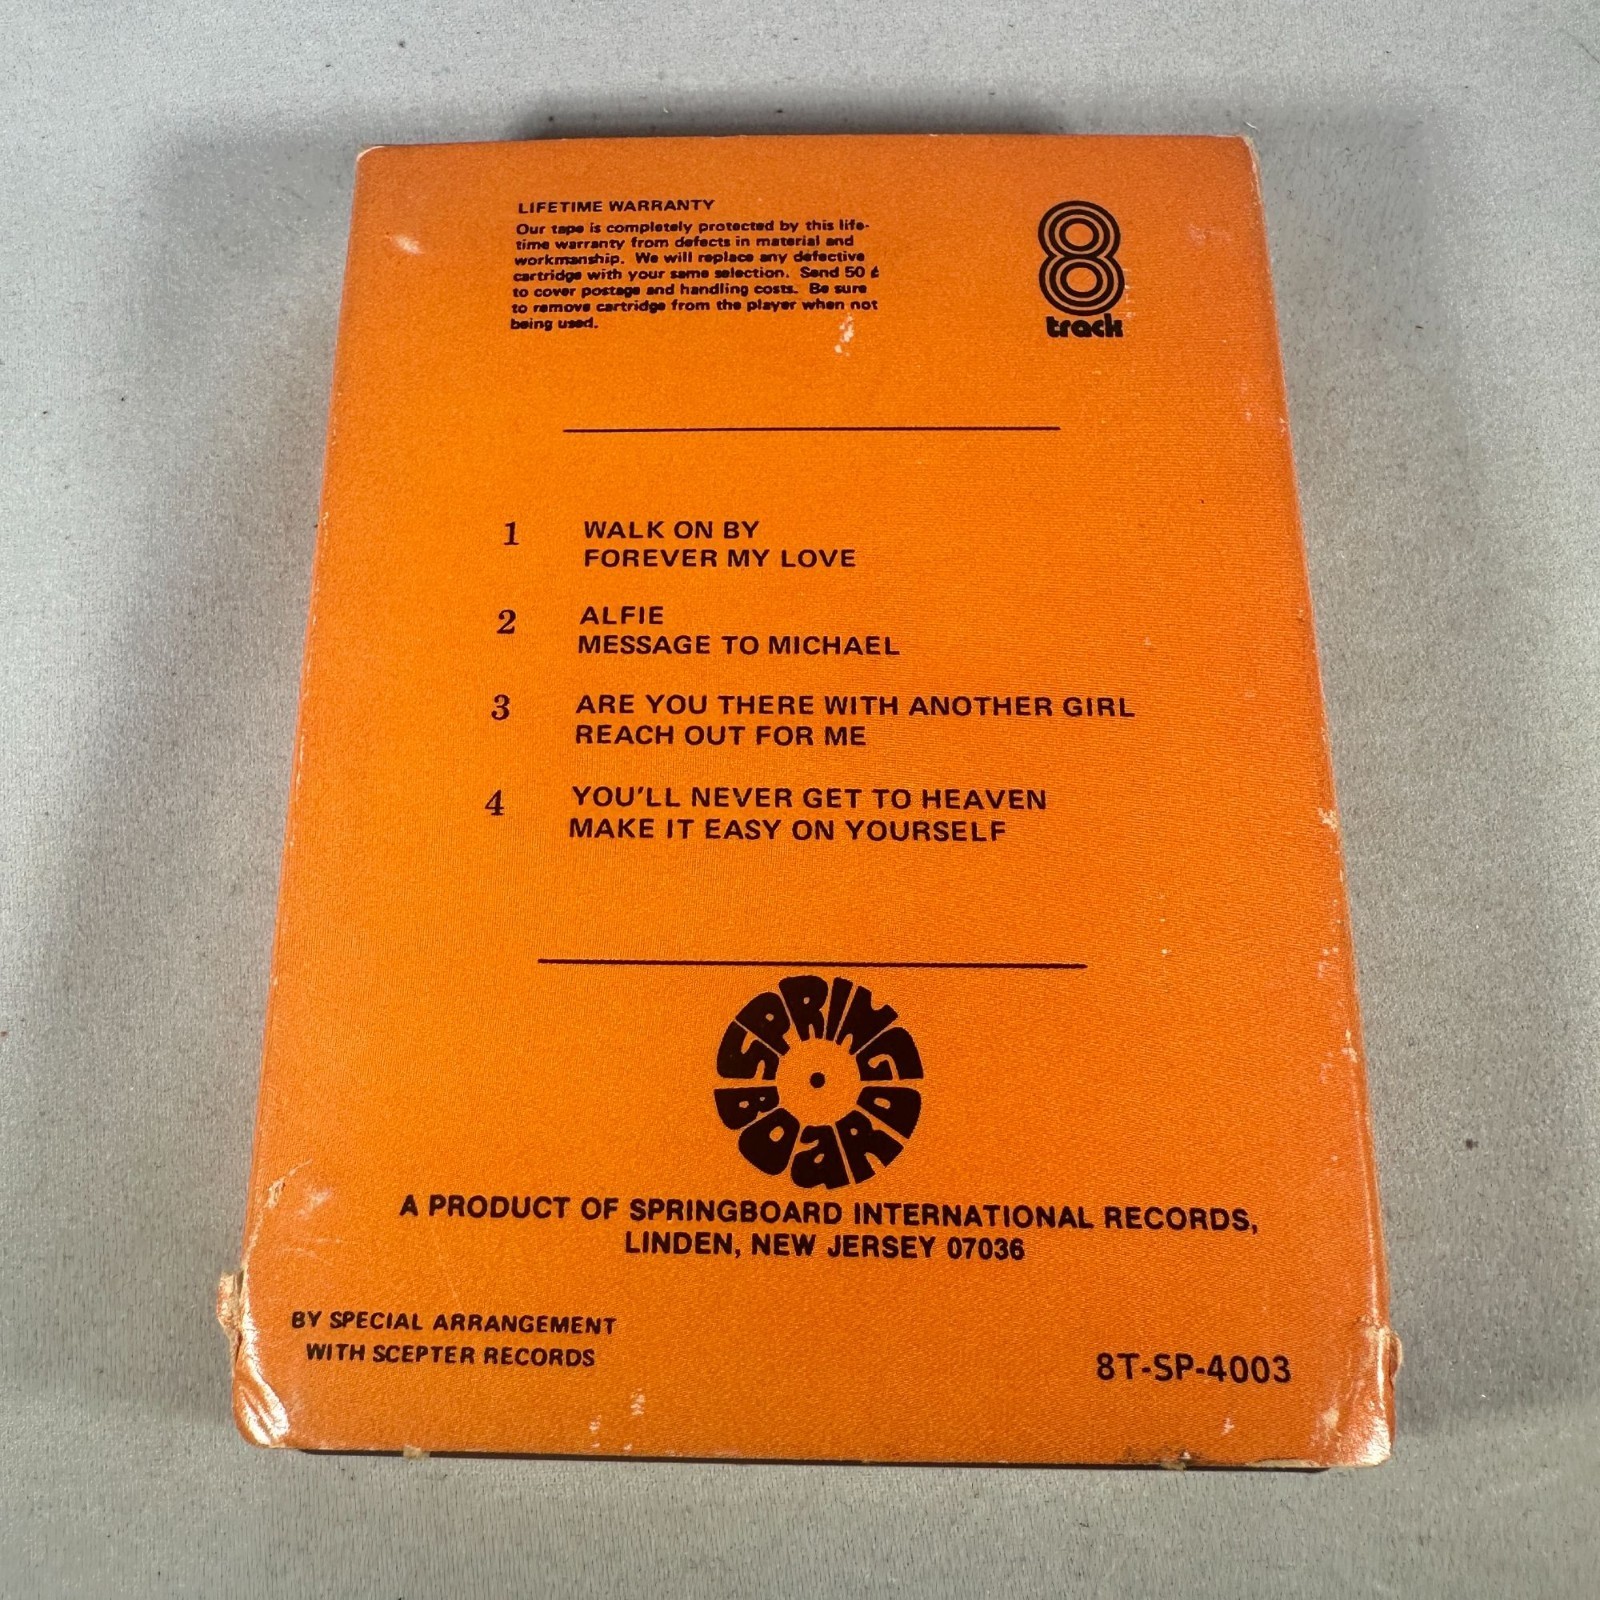 LIFETIME WARRANTY
Our tape is completely protected by this life-
time warranty from defects in material and
workmanship. We will replace any defective
cartridge with your same selection. Send 50 ¢
to cover postage and handling costs. Be sure
to remove cartridge from the player when not
being used.
8
track
1 WALK ON BY
FOREVER MY LOVE
2 ALFIE
MESSAGE TO MICHAEL
3 ARE YOU THERE WITH ANOTHER GIRL
REACH OUT FOR ME
4 YOU'LL NEVER GET TO HEAVEN
MAKE IT EASY ON YOURSELF
SPRING
BOaRD
A PRODUCT OF SPRINGBOARD INTERNATIONAL RECORDS,
LINDEN, NEW JERSEY 07036
BY SPECIAL ARRANGEMENT
WITH SCEPTER RECORDS
8T-SP-4003